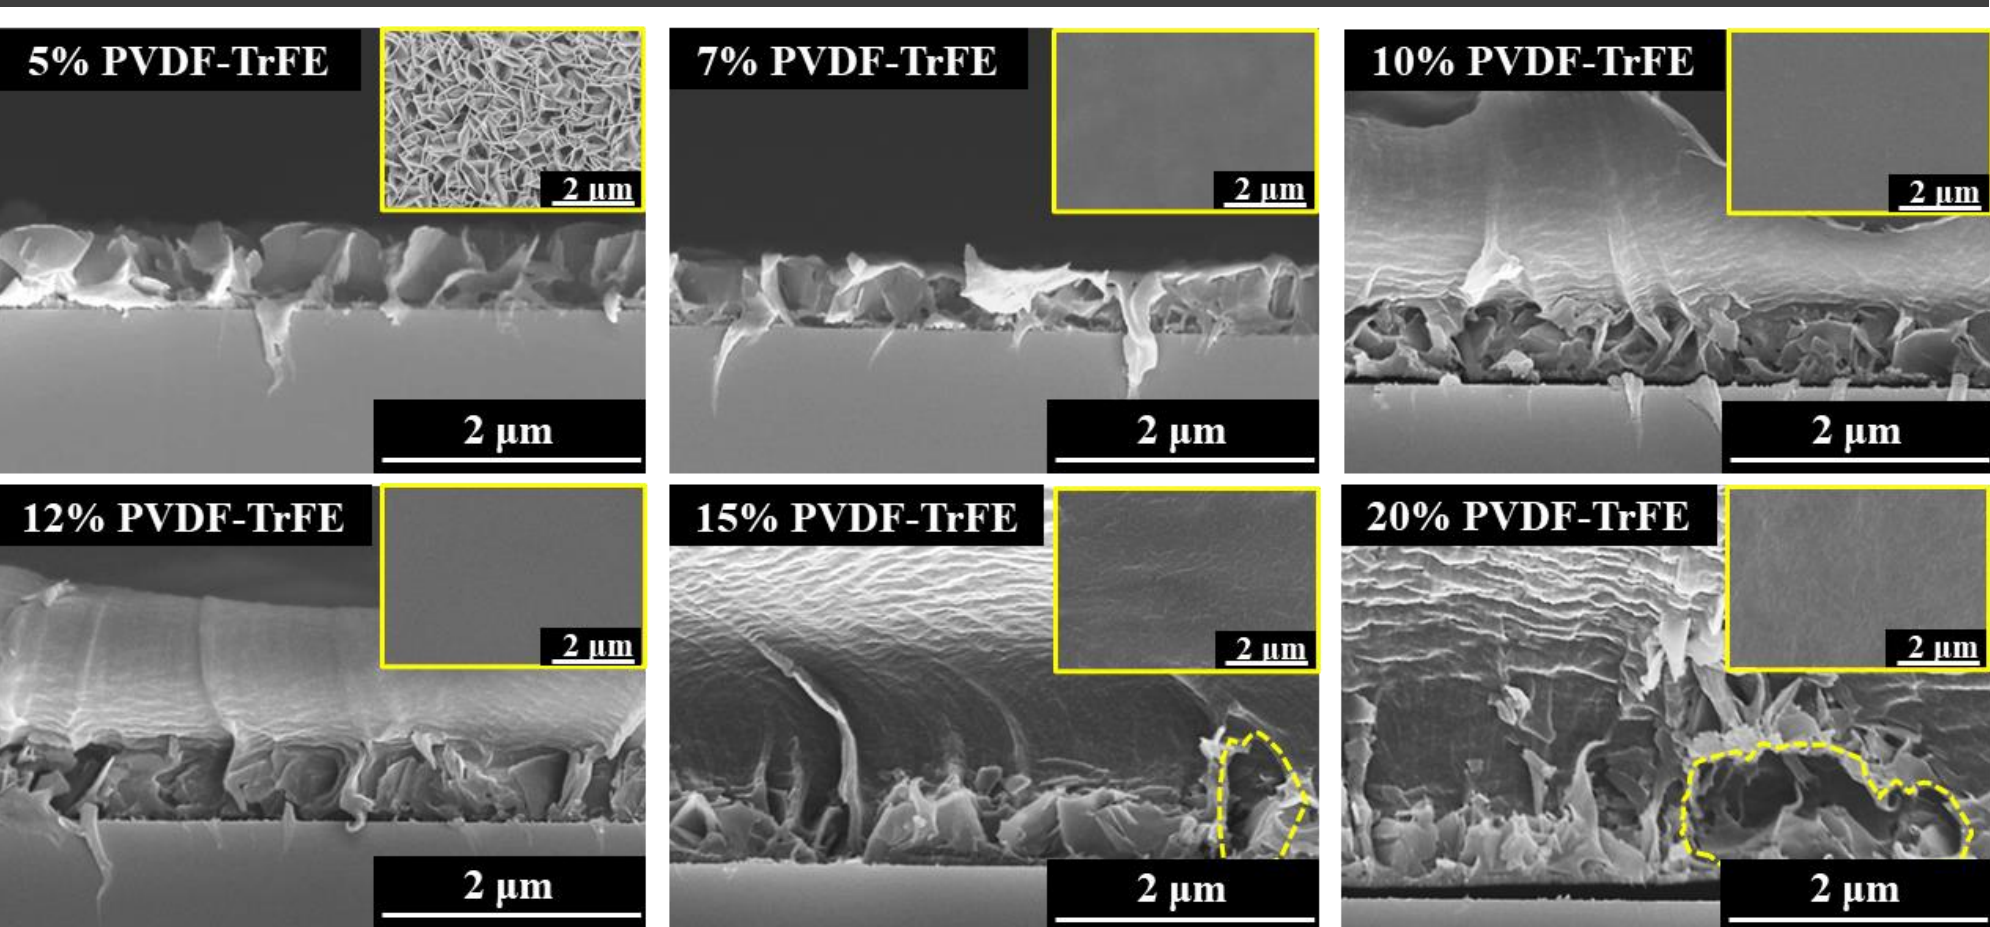 5% PVDF-TrFE
2 μm
2 μm
7% PVDF-TrFE
2 μm
2 μm
10% PVDF-TrFE
2 μm
2 μm
12% PVDF-TrFE
2 μm
2 μm
15% PVDF-TrFE
2 μm
2 μm
20% PVDF-TrFE
2 μm
2 μm